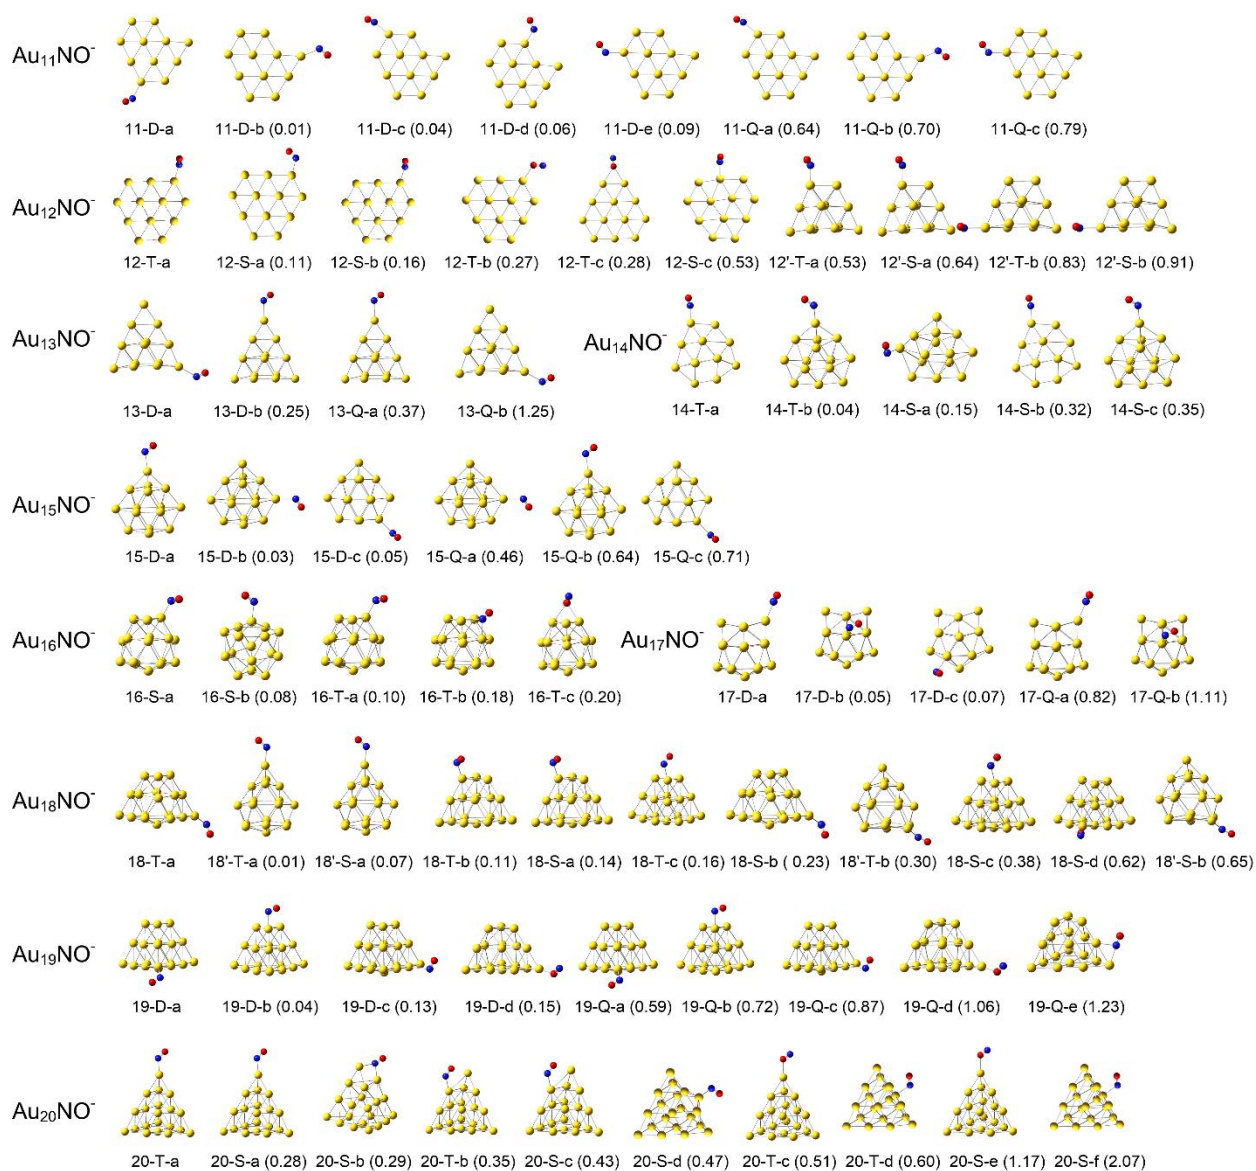 Au11NO-
11-D-a 11-D-b (0.01) 11-D-c (0.04) 11-D-d (0.06) 11-D-e (0.09) 11-Q-a (0.64) 11-Q-b (0.70) 11-Q-c (0.79)
Au12NO-
12-T-a 12-S-a (0.11) 12-S-b (0.16) 12-T-b (0.27) 12-T-c (0.28) 12-S-c (0.53) 12'-T-a (0.53) 12'-S-a (0.64) 12'-T-b (0.83) 12'-S-b (0.91)
Au13NO-
13-D-a 13-D-b (0.25) 13-Q-a (0.37) 13-Q-b (1.25)
Au14NO-
14-T-a 14-T-b (0.04) 14-S-a (0.15) 14-S-b (0.32) 14-S-c (0.35)
Au15NO-
15-D-a 15-D-b (0.03) 15-D-c (0.05) 15-Q-a (0.46) 15-Q-b (0.64) 15-Q-c (0.71)
Au16NO-
16-S-a 16-S-b (0.08) 16-T-a (0.10) 16-T-b (0.18) 16-T-c (0.20)
Au17NO-
17-D-a 17-D-b (0.05) 17-D-c (0.07) 17-Q-a (0.82) 17-Q-b (1.11)
Au18NO-
18-T-a 18'-T-a (0.01) 18'-S-a (0.07) 18-T-b (0.11) 18-S-a (0.14) 18-T-c (0.16) 18-S-b ( 0.23) 18'-T-b (0.30) 18-S-c (0.38) 18-S-d (0.62) 18'-S-b (0.65)
Au19NO-
19-D-a 19-D-b (0.04) 19-D-c (0.13) 19-D-d (0.15) 19-Q-a (0.59) 19-Q-b (0.72) 19-Q-c (0.87) 19-Q-d (1.06) 19-Q-e (1.23)
Au20NO-
20-T-a 20-S-a (0.28) 20-S-b (0.29) 20-T-b (0.35) 20-S-c (0.43) 20-S-d (0.47) 20-T-c (0.51) 20-T-d (0.60) 20-S-e (1.17) 20-S-f (2.07)